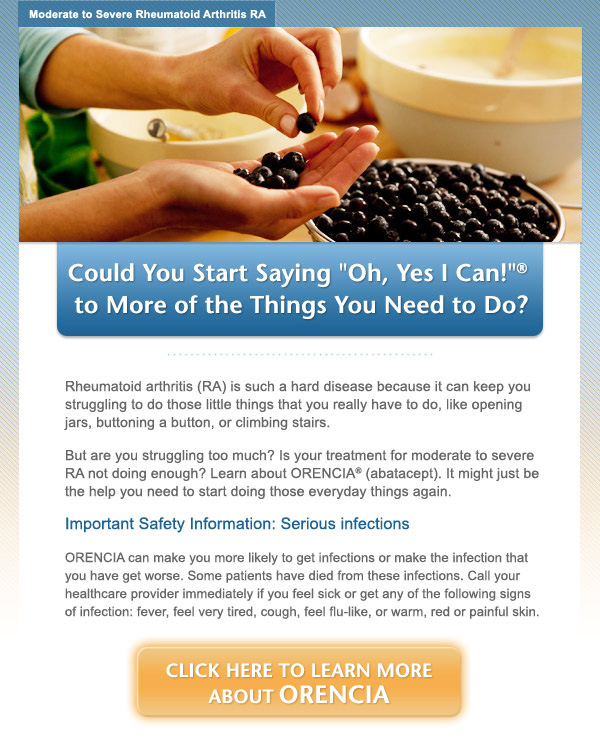 Moderate to Severe Rheumatoid Arthritis RA
Could You Start Saying "Oh, Yes I Can!"®
to More of the Things You Need to Do?
Rheumatoid arthritis (RA) is such a hard disease because it can keep you
struggling to do those little things that you really have to do, like opening
jars, buttoning a button, or climbing stairs.
But are you struggling too much? Is your treatment for moderate to severe
RA not doing enough? Learn about ORENCIA® (abatacept). It might just be
the help you need to start doing those everyday things again.
Important Safety Information: Serious infections
ORENCIA can make you more likely to get infections or make the infection that
you have get worse. Some patients have died from these infections. Call your
healthcare provider immediately if you feel sick or get any of the following signs
of infection: fever, feel very tired, cough, feel flu-like, or warm, red or painful skin.
CLICK HERE TO LEARN MORE
ABOUT ORENCIA